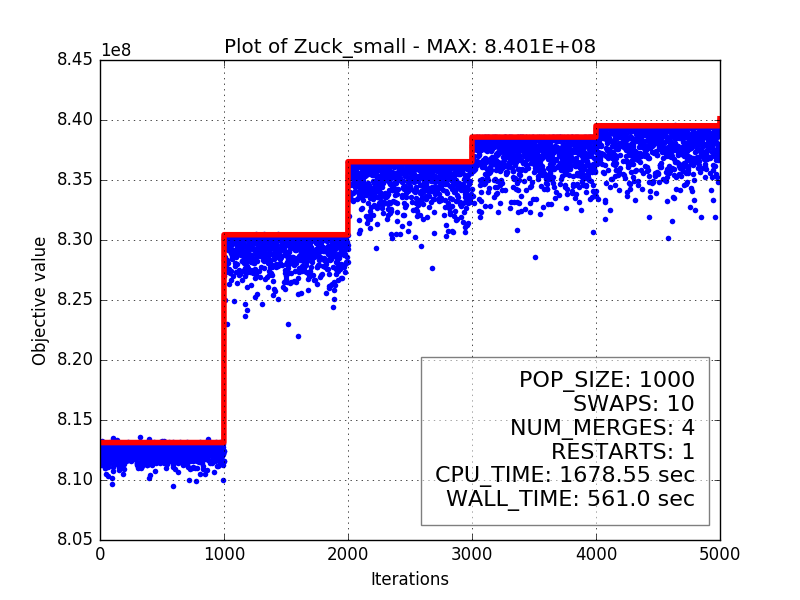 Plot of Zuck_small - MAX: 8.401E+08
1e8
8.45
8.40
8.35
8.30
8.25
8.20
8.15
8.10
8.05
Objective value
POP_SIZE: 1000
SWAPS: 10
NUM_MERGES: 4
RESTARTS: 1
CPU_TIME: 1678.55 sec
WALL_TIME: 561.0 sec
0 1000 2000 3000 4000 5000
Iterations